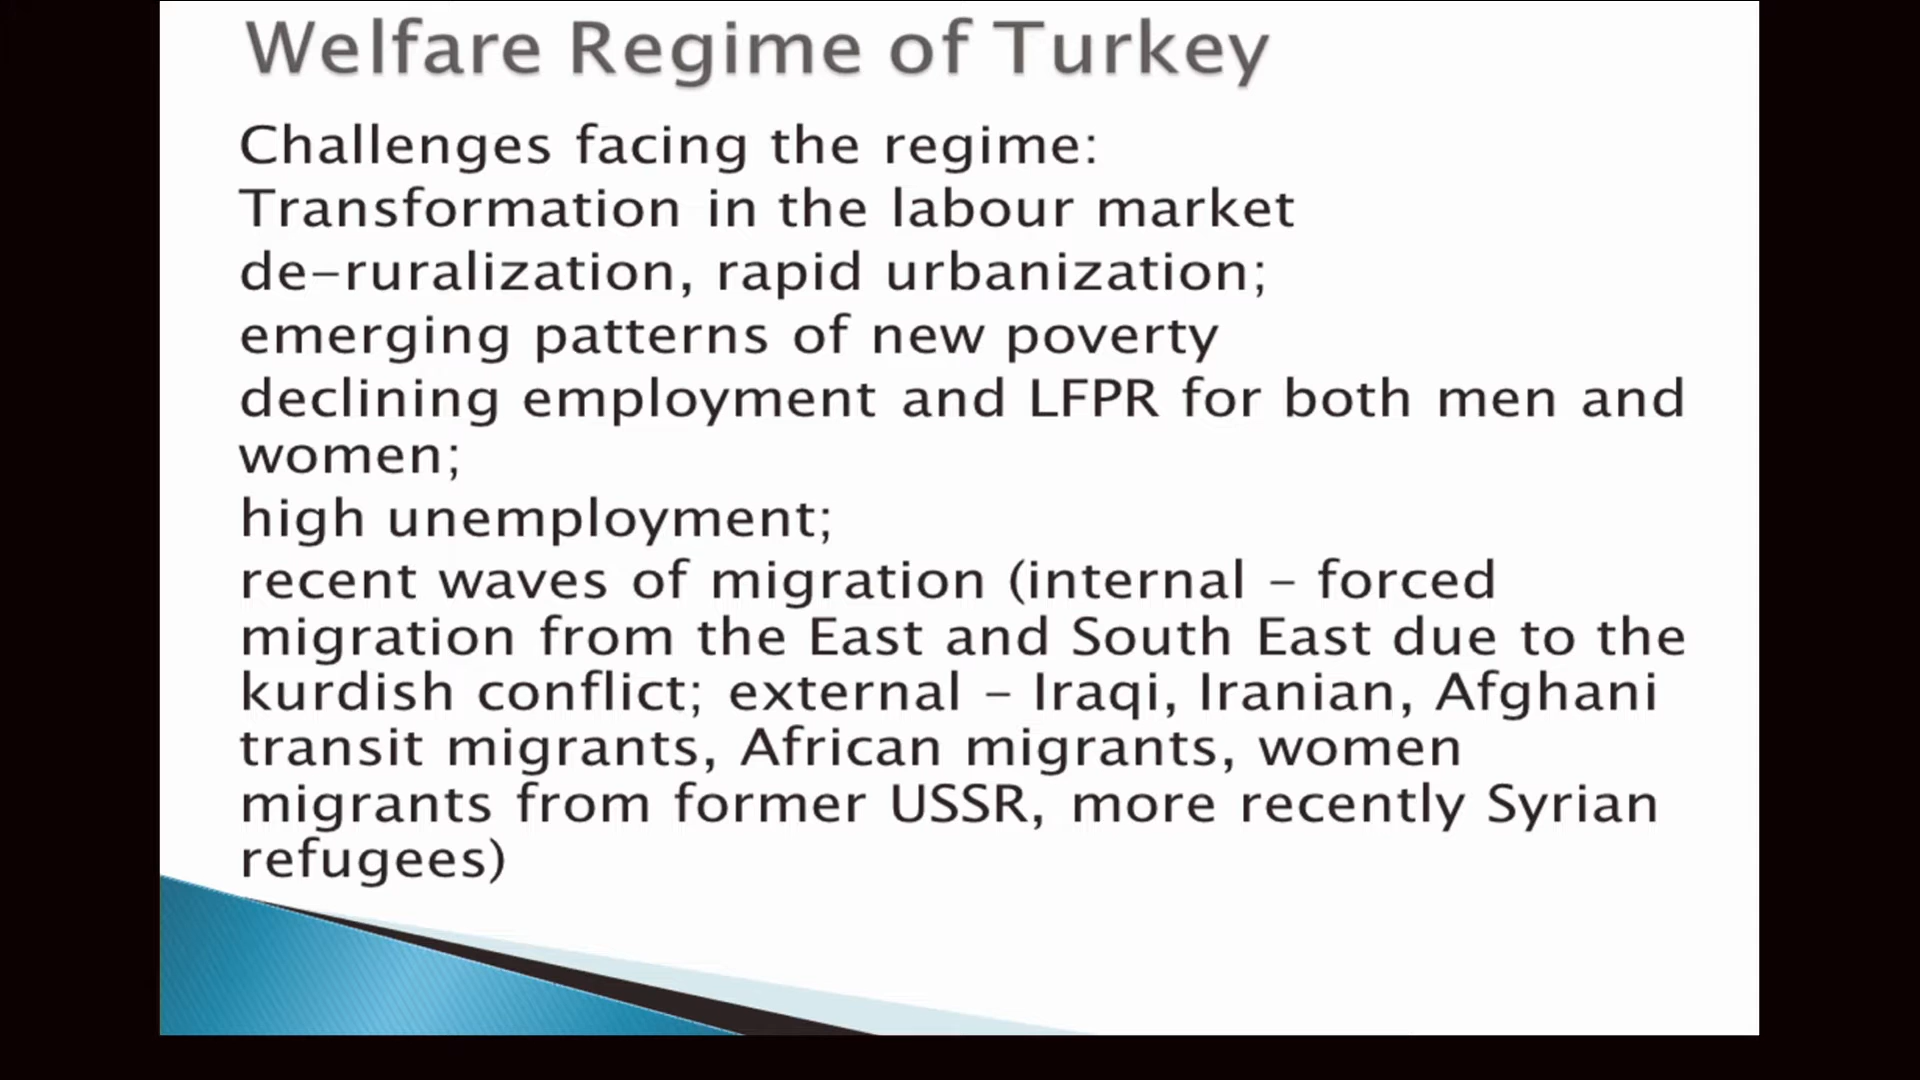 Welfare Regime of Turkey
Challenges facing the regime:
Transformation in the labour market
de-ruralization, rapid urbanization;
emerging patterns of new poverty
declining employment and LFPR for both men and
women;
high unemployment;
recent waves of migration (internal – forced
migration from the East and South East due to the
kurdish conflict; external – Iraqi, Iranian, Afghani
transit migrants, African migrants, women
migrants from former USSR, more recently Syrian
refugees)